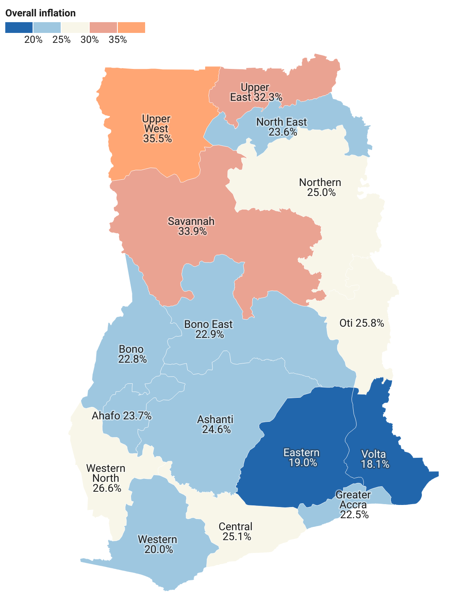 Overall inflation
20% 25% 30% 35%
Upper
East 32.3%
Upper
West
35.5%
North East
23.6%
Northern
25.0%
Savannah
33.9%
Oti 25.8%
Bono East
22.9%
Bono
22.8%
Ahafo 23.7%
Ashanti
24.6%
Eastern
19.0%
Volta
18.1%
Western
North
26.6%
Greater
Accra
22.5%
Central
25.1%
Western
20.0%